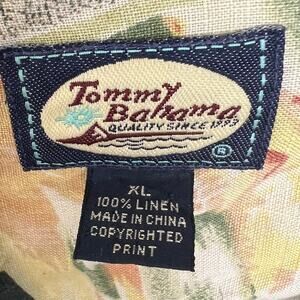 Tommy
Bahama
QUALITY SINCE 1993
®
XL
100% LINEN
MADE IN CHINA
COPYRIGHTED
PRINT